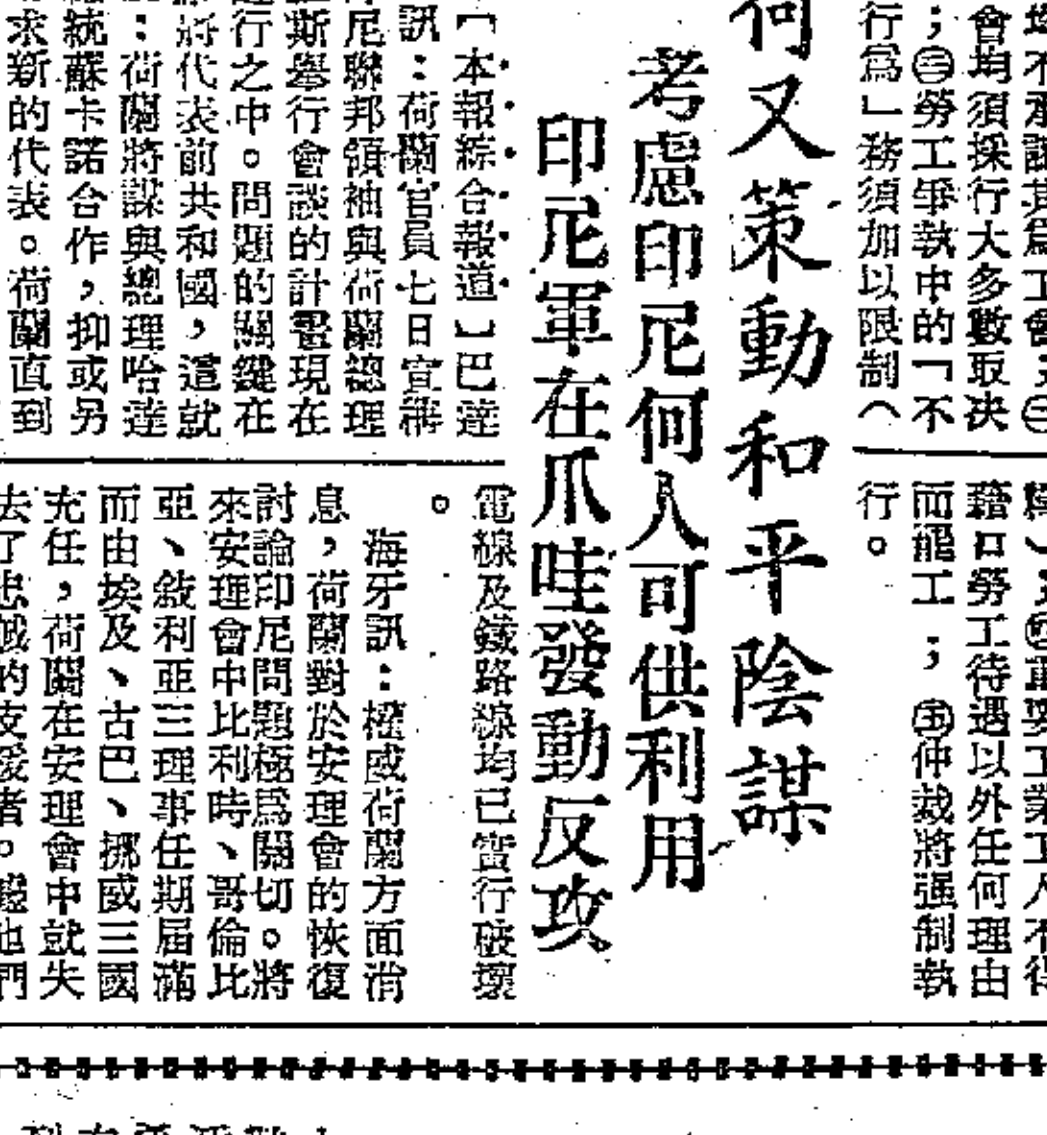 會均須採行大多數取决
；㊂勞工爭執中的「不
行爲」務須加以限制（
藉口勞工待遇以外任何理由
而罷工；㊄仲裁將强制執
行。
又策動和平陰謀
考慮印尼何人可供利用
印尼軍在爪哇發動反攻
〔本報綜合報道〕巴達
訊：荷蘭官員七日宣稱
尼聯邦領袖與荷蘭總理
斯舉行會談的計畫現在
行之中。問題的關鍵在
將代表前共和國，這就
：荷蘭將謀與總理哈達
統蘇卡諾合作，抑或另
求新的代表。荷蘭直到
電線及鐵路線均已實行破壞
。
海牙訊：權威荷蘭方面消
息，荷蘭對於安理會的恢復
討論印尼問題極爲關切。將
來安理會中比利時、哥倫比
亞、敍利亞三理事任期屆滿
而由埃及、古巴、挪威三國
充任，荷蘭在安理會中就失
去了忠誠的支援者。